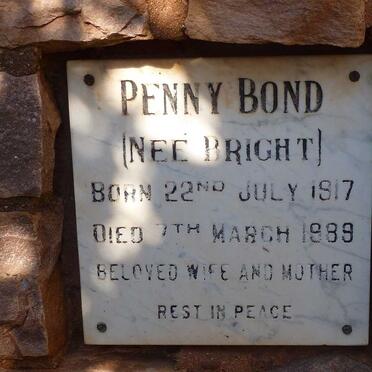 PENNY BOND
(NEE BRIGHT)
BORN 22ND JULY 1917
DIED 7TH MARCH 1989
BELOVED WIFE AND MOTHER
REST IN PEACE